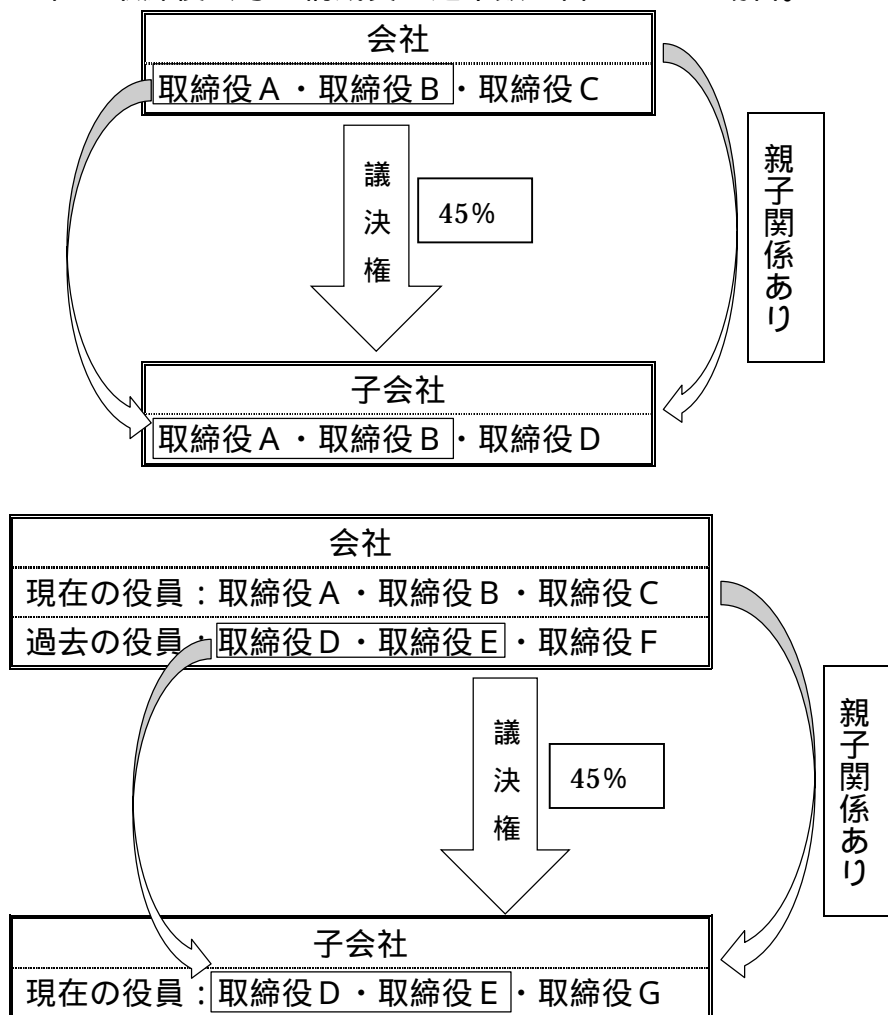 会社
取締役A・取締役B・取締役C
議決権
45%
親子関係あり
子会社
取締役A・取締役B・取締役D
会社
現在の役員：取締役A・取締役B・取締役C
過去の役員：取締役D・取締役E・取締役F
議決権
45%
親子関係あり
子会社
現在の役員：取締役D・取締役E・取締役G